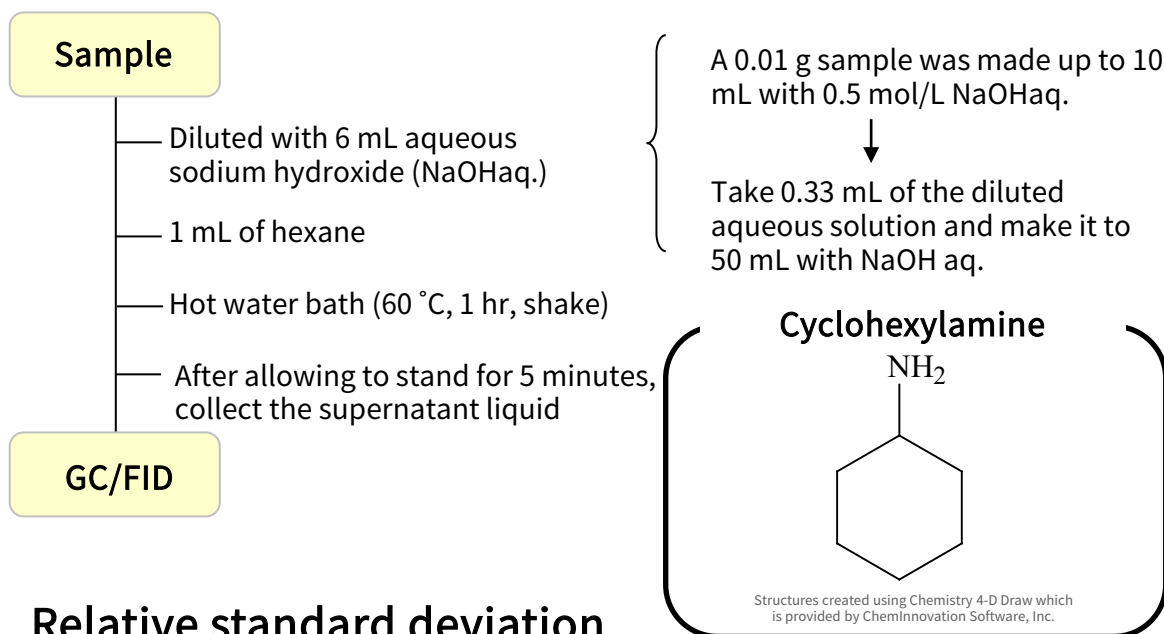 Sample
Diluted with 6 mL aqueous
sodium hydroxide (NaOHaq.)
1 mL of hexane
Hot water bath (60 ˚C, 1 hr, shake)
After allowing to stand for 5 minutes,
collect the supernatant liquid
GC/FID
A 0.01 g sample was made up to 10
mL with 0.5 mol/L NaOHaq.
Take 0.33 mL of the diluted
aqueous solution and make it to
50 mL with NaOH aq.
Cyclohexylamine
NH2
Structures created using Chemistry 4-D Draw which
is provided by ChemInnovation Software, Inc.
Relative standard deviation